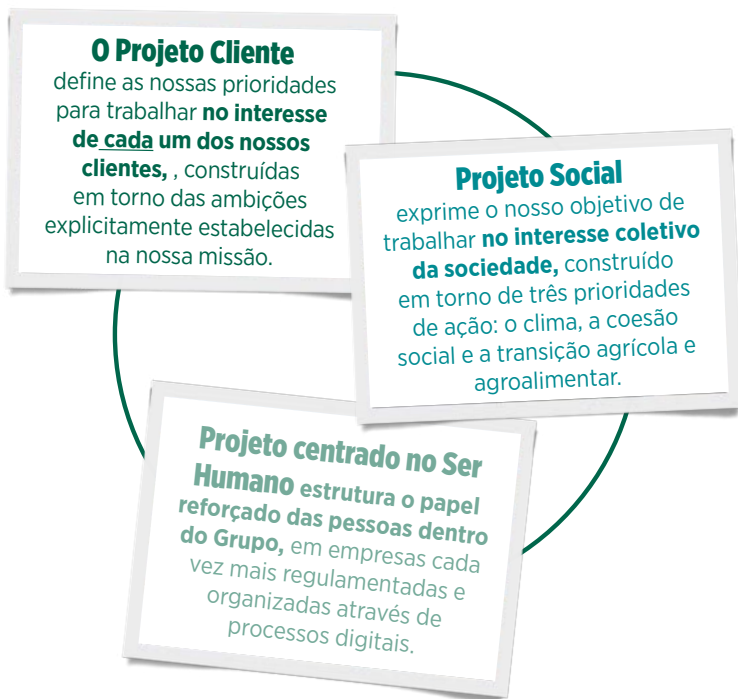 O Projeto Cliente
define as nossas prioridades
para trabalhar no interesse
de cada um dos nossos
clientes, , construídas
em torno das ambições
explicitamente estabelecidas
na nossa missão.
Projeto Social
exprime o nosso objetivo de
trabalhar no interesse coletivo
da sociedade, construído
em torno de três prioridades
de ação: o clima, a coesão
social e a transição agrícola e
agroalimentar.
Projeto centrado no Ser
Humano estrutura o papel
reforçado das pessoas dentro
do Grupo, em empresas cada
vez mais regulamentadas e
organizadas através de
processos digitais.